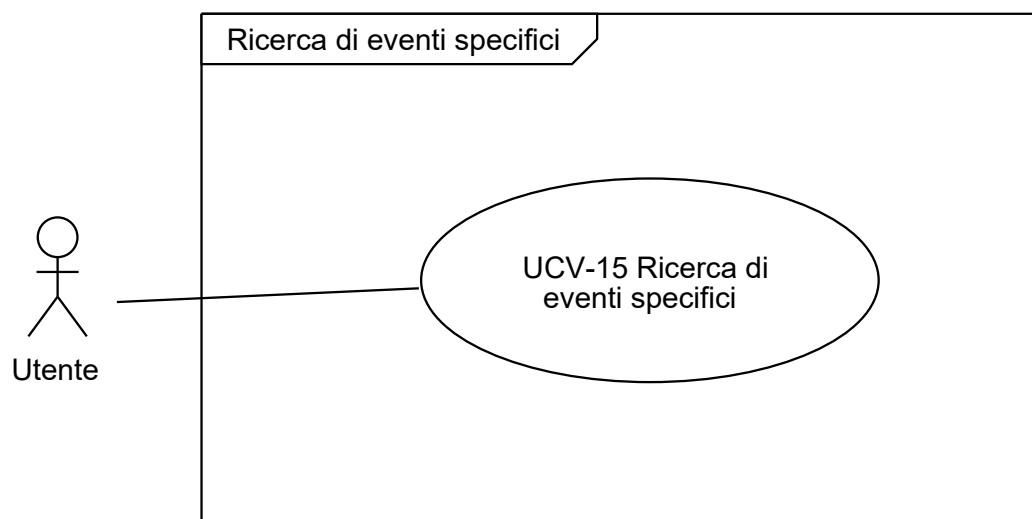 Ricerca di eventi specifici
UCV-15 Ricerca di
eventi specifici
Utente